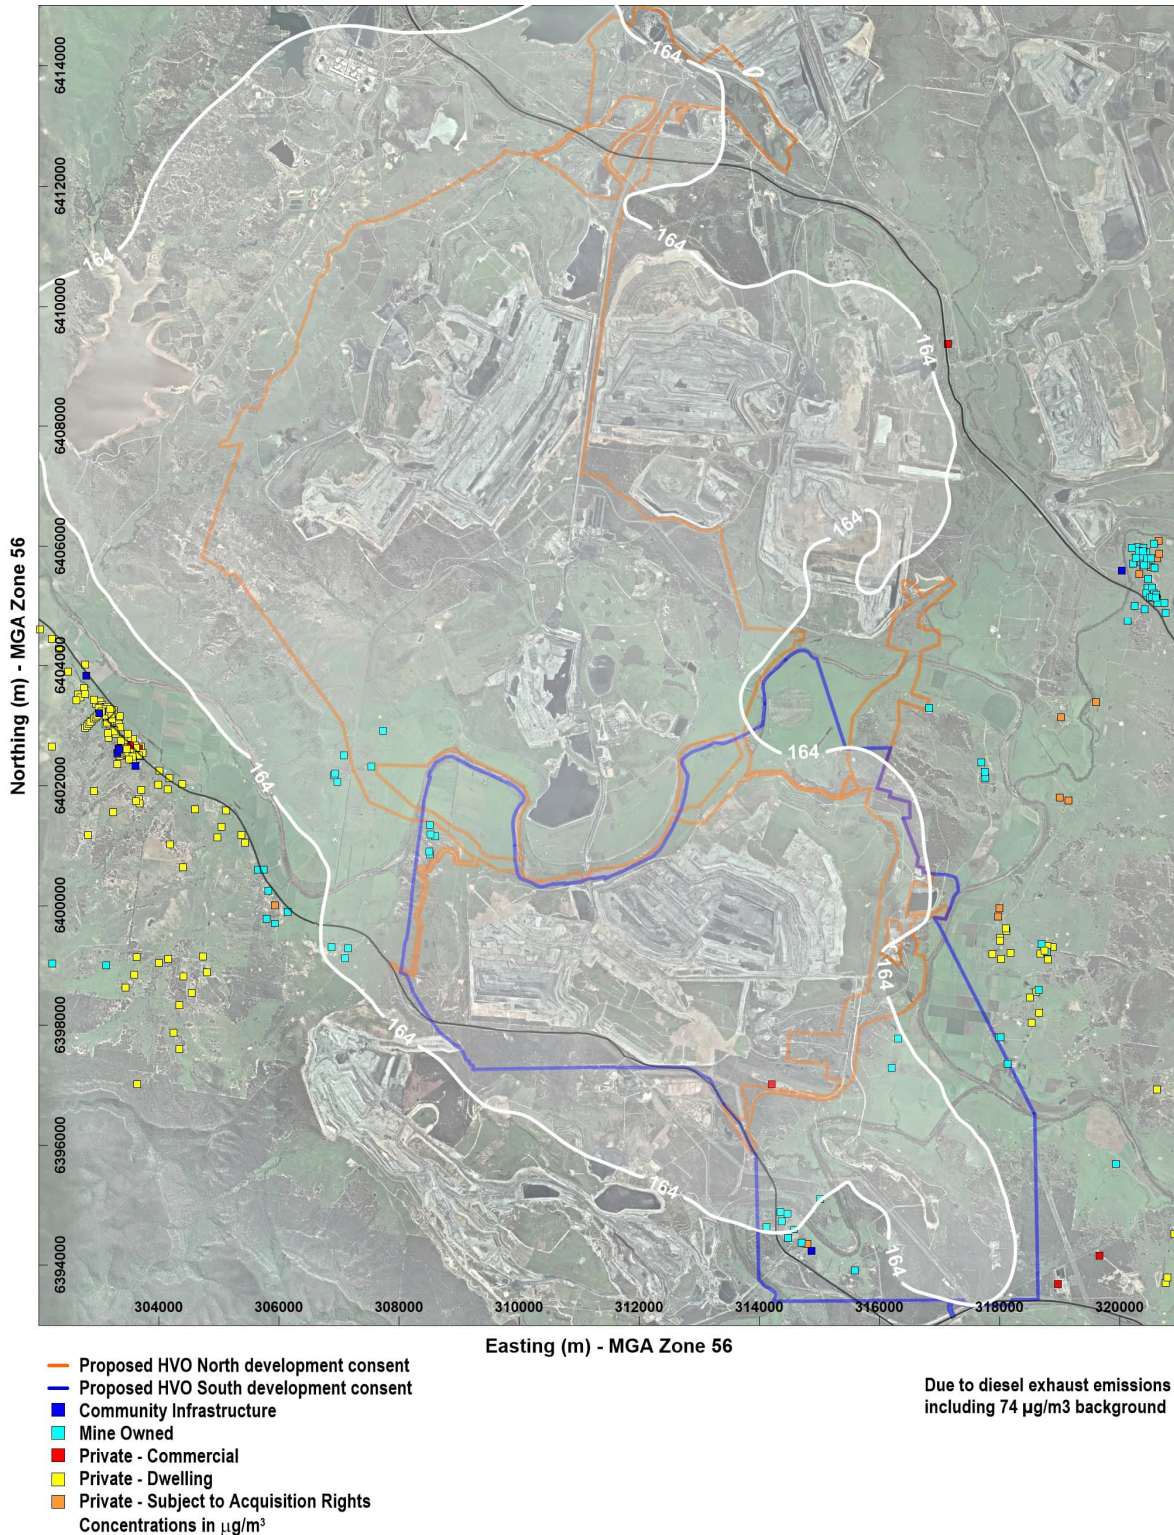 164
6414000
6412000
164
164
6410000
164
6408000
164
6406000
6404000
164
6402000
164
6400000
164
6398000
164
6396000
164
6394000
164
304000
306000
308000
310000
312000
314000
316000
318000
320000
Northing (m) - MGA Zone 56
Easting (m) - MGA Zone 56
Proposed HVO North development consent
Proposed HVO South development consent
Community Infrastructure
Mine Owned
Private - Commercial
Private - Dwelling
Private - Subject to Acquisition Rights
Concentrations in µg/m³
Due to diesel exhaust emissions
including 74 µg/m3 background